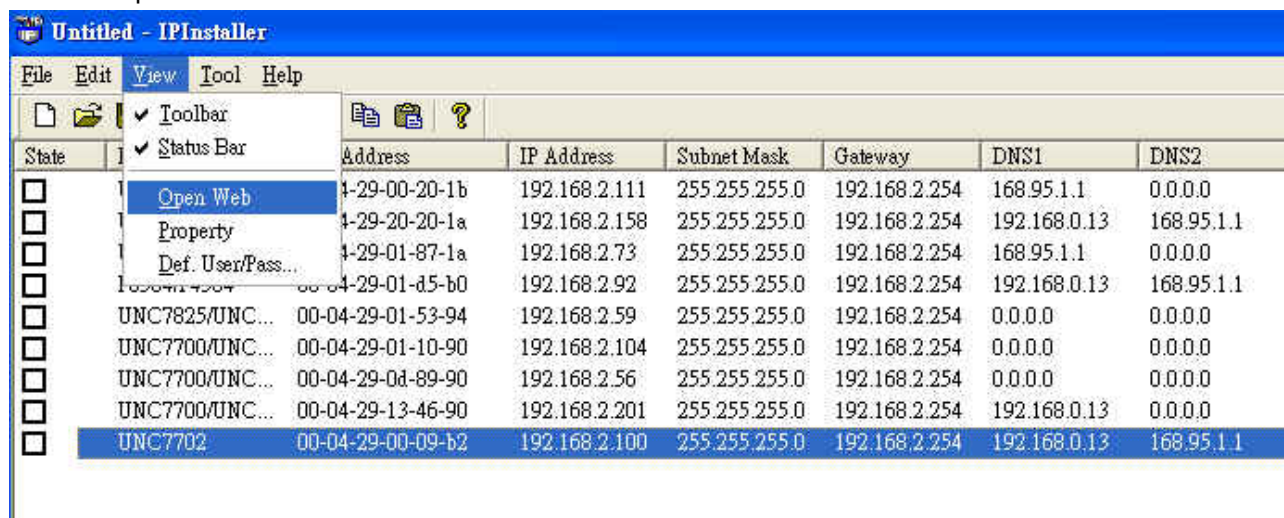 Untitled - IPInstaller
File Edit View Tool Help
Toolbar
Status Bar
Open Web
Property
Def. User/Pass...
State Address IP Address Subnet Mask Gateway DNS1 DNS2
4-29-00-20-1b 192.168.2.111 255.255.255.0 192.168.2.254 168.95.1.1 0.0.0.0
4-29-20-20-1a 192.168.2.158 255.255.255.0 192.168.2.254 192.168.0.13 168.95.1.1
4-29-01-87-1a 192.168.2.73 255.255.255.0 192.168.2.254 168.95.1.1 0.0.0.0
00-04-29-01-d5-b0 192.168.2.92 255.255.255.0 192.168.2.254 192.168.0.13 168.95.1.1
UNC7825/UNC... 00-04-29-01-53-94 192.168.2.59 255.255.255.0 192.168.2.254 0.0.0.0 0.0.0.0
UNC7700/UNC... 00-04-29-01-10-90 192.168.2.104 255.255.255.0 192.168.2.254 0.0.0.0 0.0.0.0
UNC7700/UNC... 00-04-29-0d-89-90 192.168.2.56 255.255.255.0 192.168.2.254 0.0.0.0 0.0.0.0
UNC7700/UNC... 00-04-29-13-46-90 192.168.2.201 255.255.255.0 192.168.2.254 192.168.0.13 0.0.0.0
UNC7702 00-04-29-00-09-b2 192.168.2.100 255.255.255.0 192.168.2.254 192.168.0.13 168.95.1.1